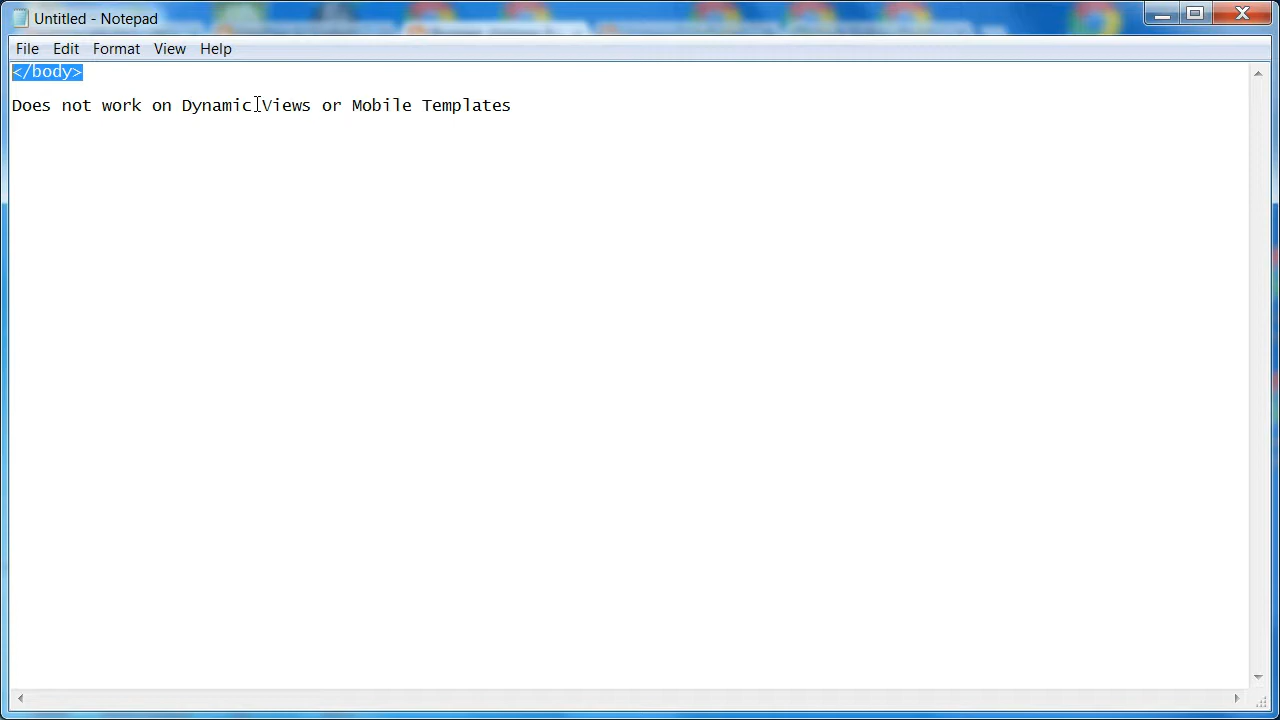 Untitled - Notepad
File Edit Format View Help
</body>
Does not work on Dynamic Views or Mobile Templates